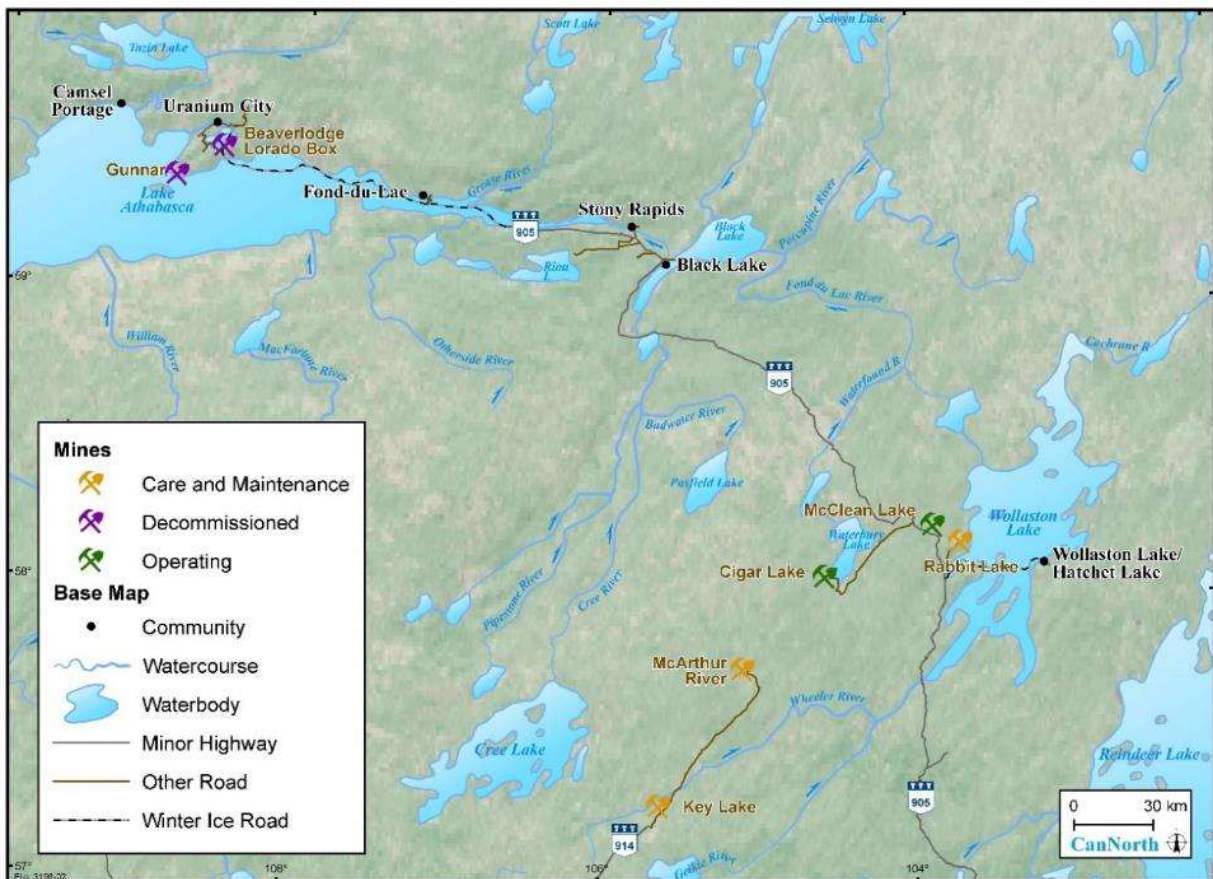 Tazin Lake
Scott Lake
Selwyn Lake
Camsel
Portage
Uranium City
Beaverlodge
Lorado Box
Gunnar
Lake
Athabasca
Fond-du-Lac
Grease River
Stony Rapids
905
Black
Lake
Porcupine River
Riou
L
Black Lake
59°
Fond du Lac River
William River
MacFarlane River
Otherside River
905
Waterfound R
Cochrane R
Badwater River
Pasfield Lake
McClean Lake
Wollaston
Lake
Waterbury
Lake
Cigar Lake
Rabbit Lake
Wollaston Lake/
Hatchet Lake
58°
Pipestone River
Cree River
McArthur
River
Wheeler River
Cree Lake
Reindeer Lake
Key Lake
905
914
Geikie River
57°
108°
106°
104°
Mines
Care and Maintenance
Decommissioned
Operating
Base Map
Community
Watercourse
Waterbody
Minor Highway
Other Road
Winter Ice Road
0 30 km
CanNorth